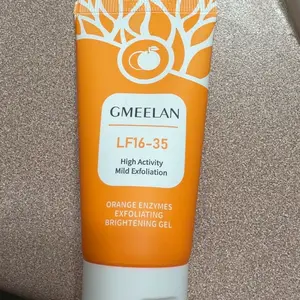 GMEELAN
LF16-35
High Activity
Mild Exfoliation
ORANGE ENZYMES
EXFOLIATING
BRIGHTENING GEL